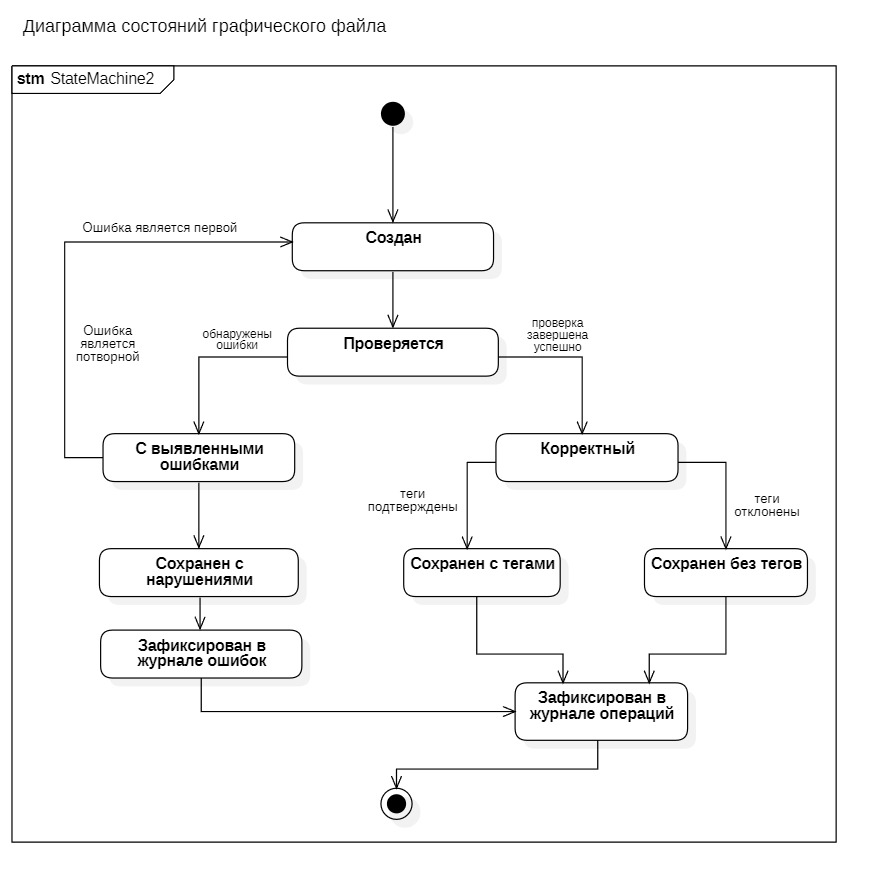 Диаграмма состояний графического файла
stm StateMachine2
Ошибка является первой
Создан
Ошибка
является
потворной
обнаружены
ошибки
Проверяется
проверка
завершена
успешно
С выявленными
ошибками
Корректный
теги
подтверждены
теги
отклонены
Сохранен с
нарушениями
Сохранен с тегами
Сохранен без тегов
Зафиксирован в
журнале ошибок
Зафиксирован в
журнале операций